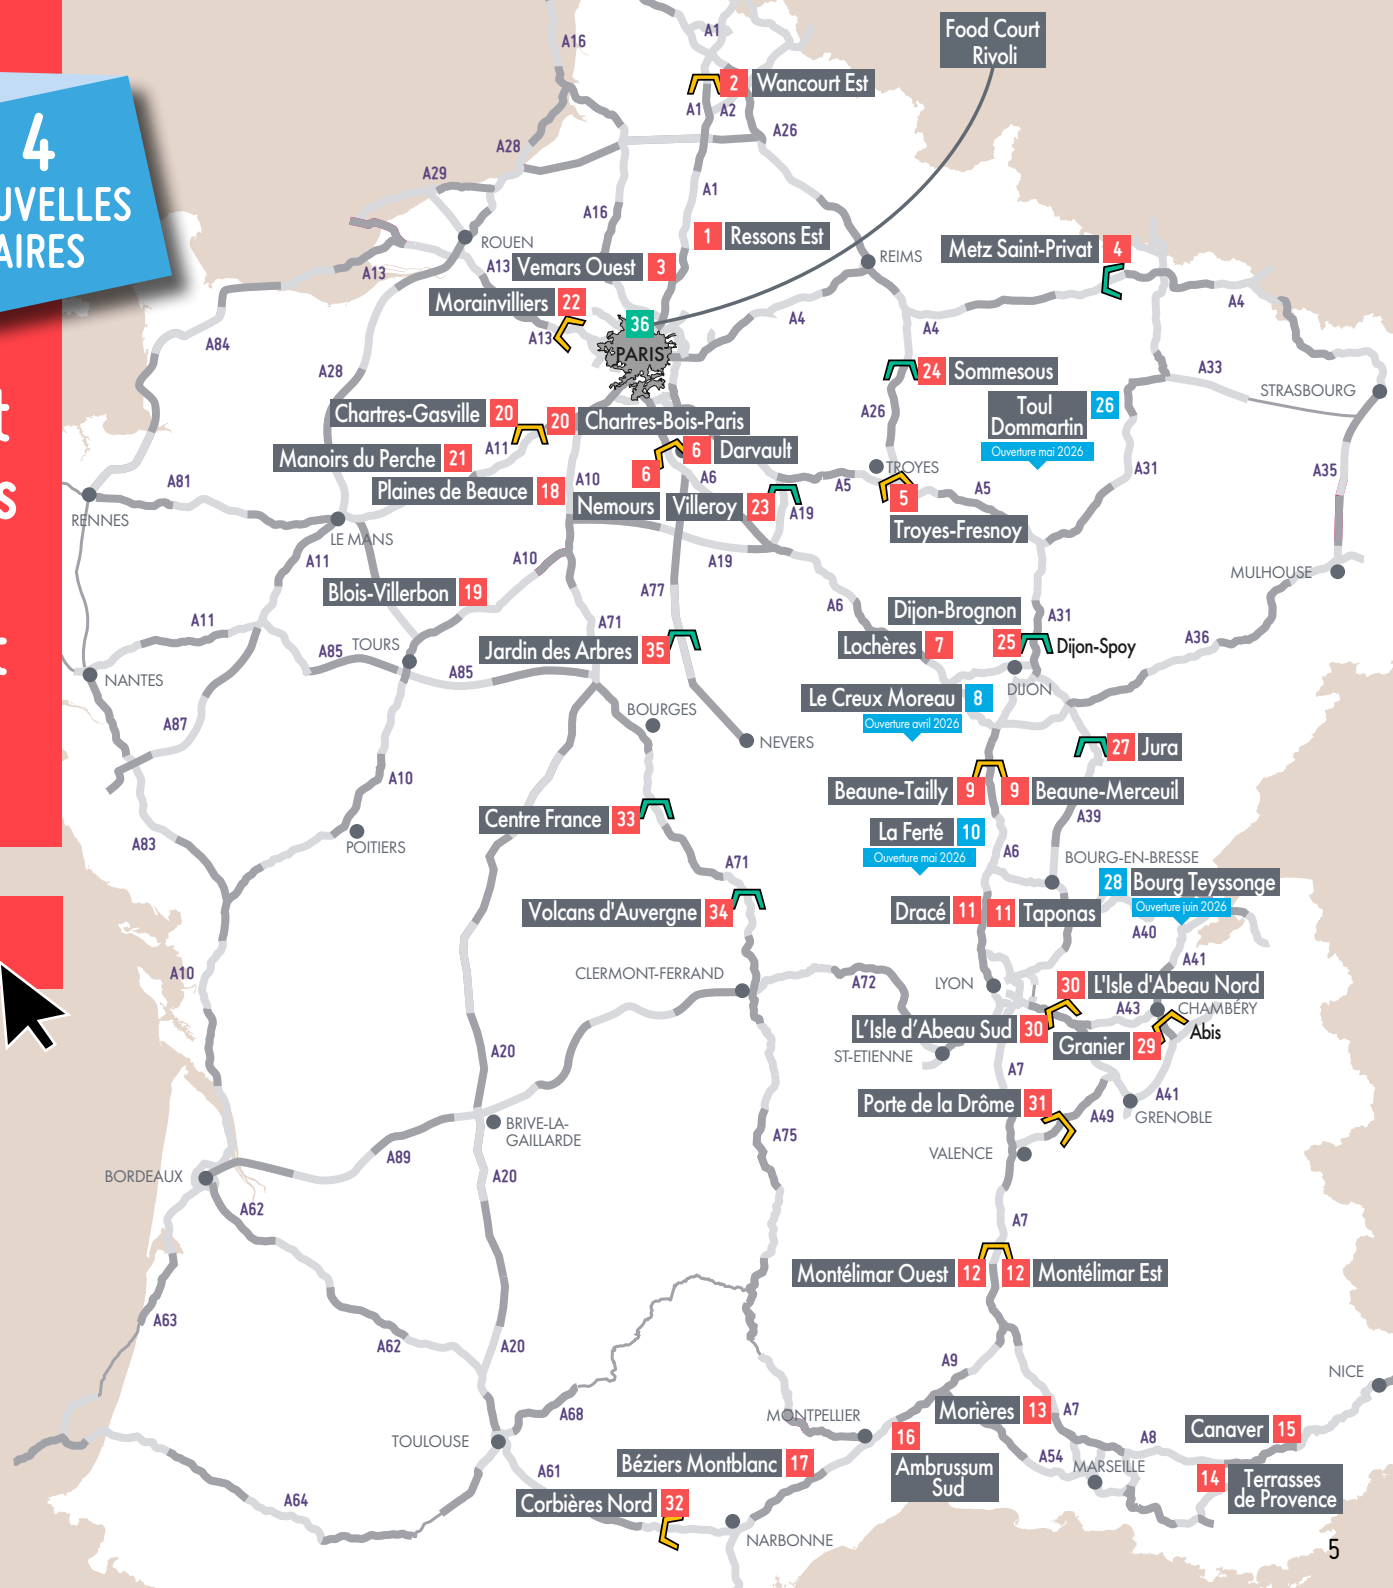 4
UVELLES
AIRES
t
s
t
Food Court
Rivoli
A16
A1
2 Wancourt Est
A1
A2
A26
A28
A29
A1
A16
ROUEN
1 Ressons Est
REIMS
Metz Saint-Privat 4
A13
A13
Vemars Ouest 3
Morainvilliers 22
A13
36
PARIS
A4
A4
A4
A84
A28
24 Sommesous
A33
STRASBOURG
A26
Toul
Dommartin
26
Ouverture mai 2026
Chartres-Gasville 20
20 Chartres-Bois-Paris
A11
6 Darvault
Manoirs du Perche 21
6
A6
TROYES
A31
A35
A81
Plaines de Beauce 18
A10
Nemours
Villeroy 23
A19
A5
A5
5
Troyes-Fresnoy
RENNES
LE MANS
A11
A10
A19
MULHOUSE
Blois-Villerbon 19
A77
A6
Dijon-Brognon
A31
A11
A71
A36
TOURS
A85
Jardin des Arbres 35
Lochères 7
25
Dijon-Spoy
A85
NANTES
DIJON
Le Creux Moreau 8
Ouverture avril 2026
BOURGES
A87
NEVERS
27 Jura
A10
Beaune-Tailly 9
9 Beaune-Merceuil
Centre France 33
A39
La Ferté 10
Ouverture mai 2026
A83
POITIERS
A6
BOURG-EN-BRESSE
A71
28 Bourg Teyssonge
Ouverture juin 2026
Volcans d'Auvergne 34
Dracé 11
11 Taponas
A40
A41
A10
CLERMONT-FERRAND
A72
LYON
30 L'Isle d'Abeau Nord
A43
CHAMBÉRY
L’Isle d’Abeau Sud 30
Granier 29
Abis
A20
ST-ETIENNE
A7
A41
Porte de la Drôme 31
A49
GRENOBLE
BRIVE-LA-
GAILLARDE
A75
VALENCE
A89
BORDEAUX
A20
A62
A7
Montélimar Ouest 12
12 Montélimar Est
A63
A62
A20
A9
NICE
Morières 13
A7
A68
MONTPELLIER
Canaver 15
TOULOUSE
16
Ambrussum
Sud
A8
A54
MARSEILLE
Béziers Montblanc 17
A61
14
Terrasses
de Provence
A64
Corbières Nord 32
NARBONNE
5